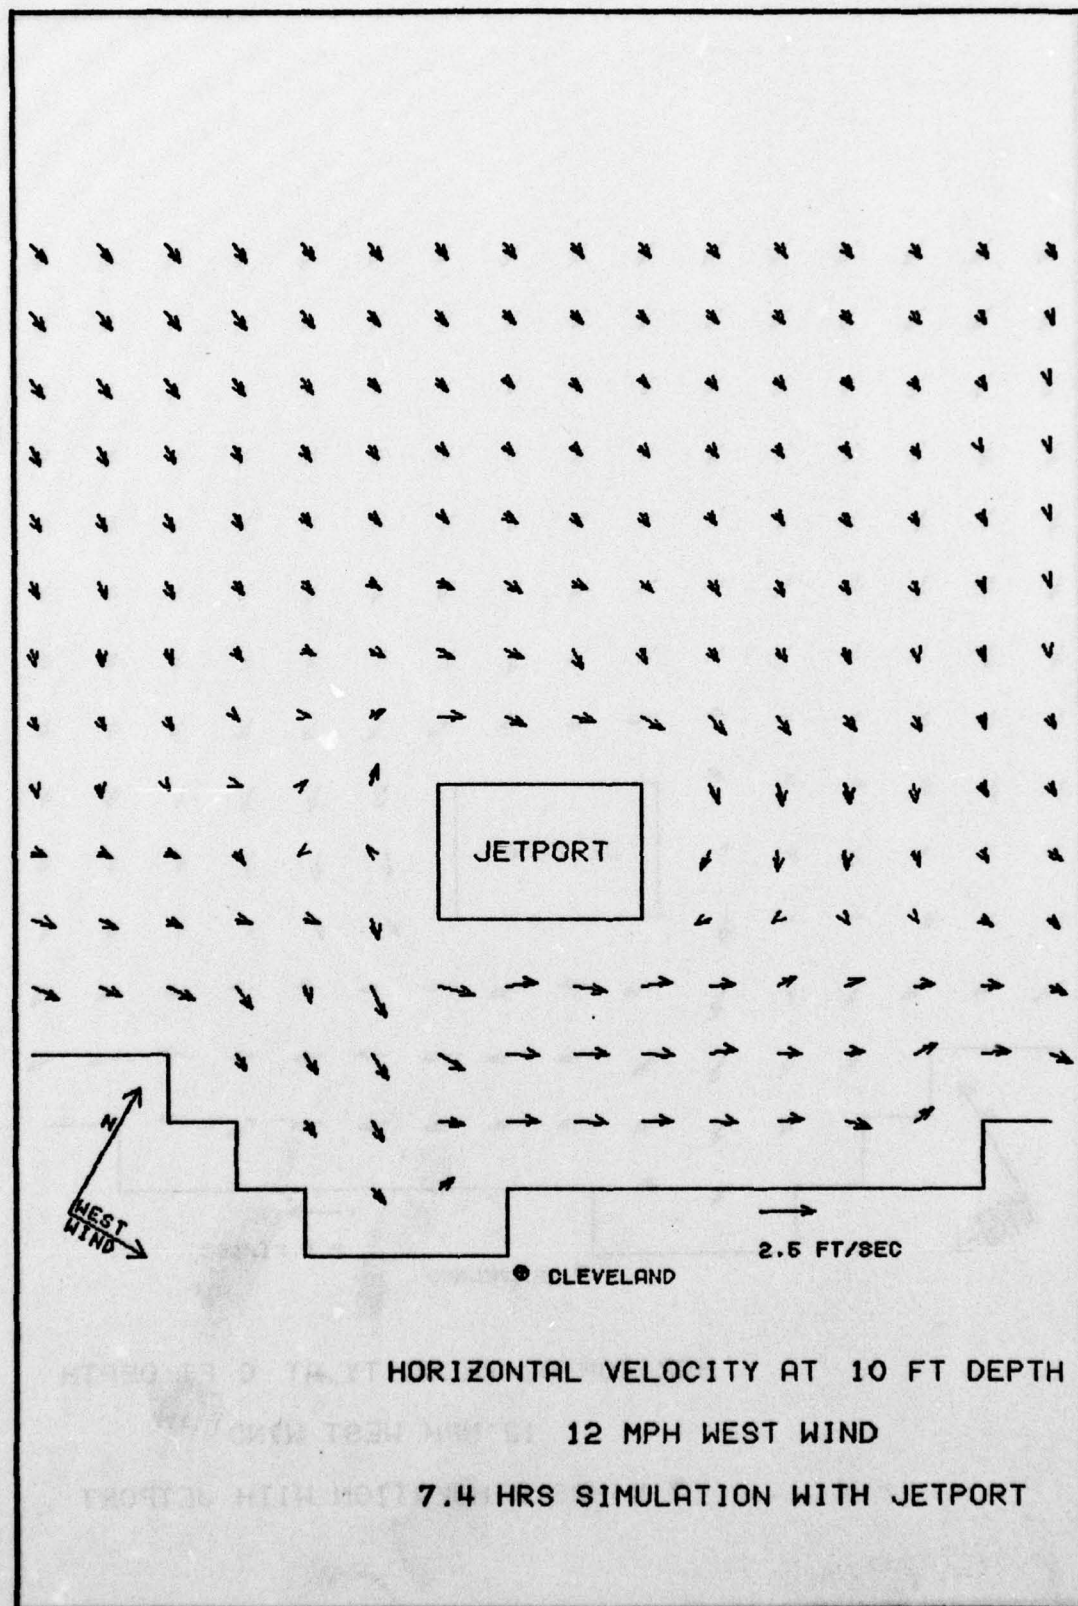 JETPORT
N
WEST
WIND
2.5 FT/SEC
CLEVELAND
HORIZONTAL VELOCITY AT 10 FT DEPTH
12 MPH WEST WIND
7.4 HRS SIMULATION WITH JETPORT